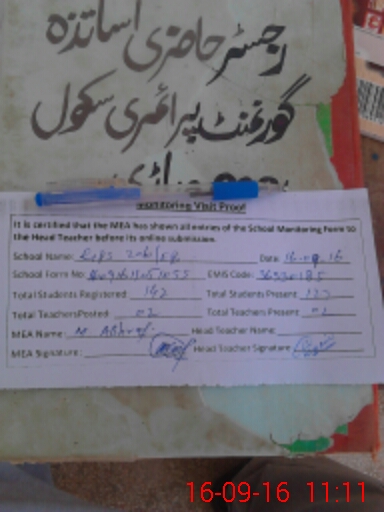 رجسٹر حاضری اساتذہ
گورنمنٹ پرائمری سکول
Monitoring Visit Proof
It is certified that the MEA has shown all entries of the School Monitoring Form to
the Head Teacher before its online submission.
School Name: Date: 16.09.16
School Form No: EMIS Code:
Total Students Registered: 142 Total Students Present:
Total Teachers Posted: 02 Total Teachers Present:
MEA Name: M Ashraf Head Teacher Name:
MEA Signature: Head Teacher Signature
16-09-16 11:11